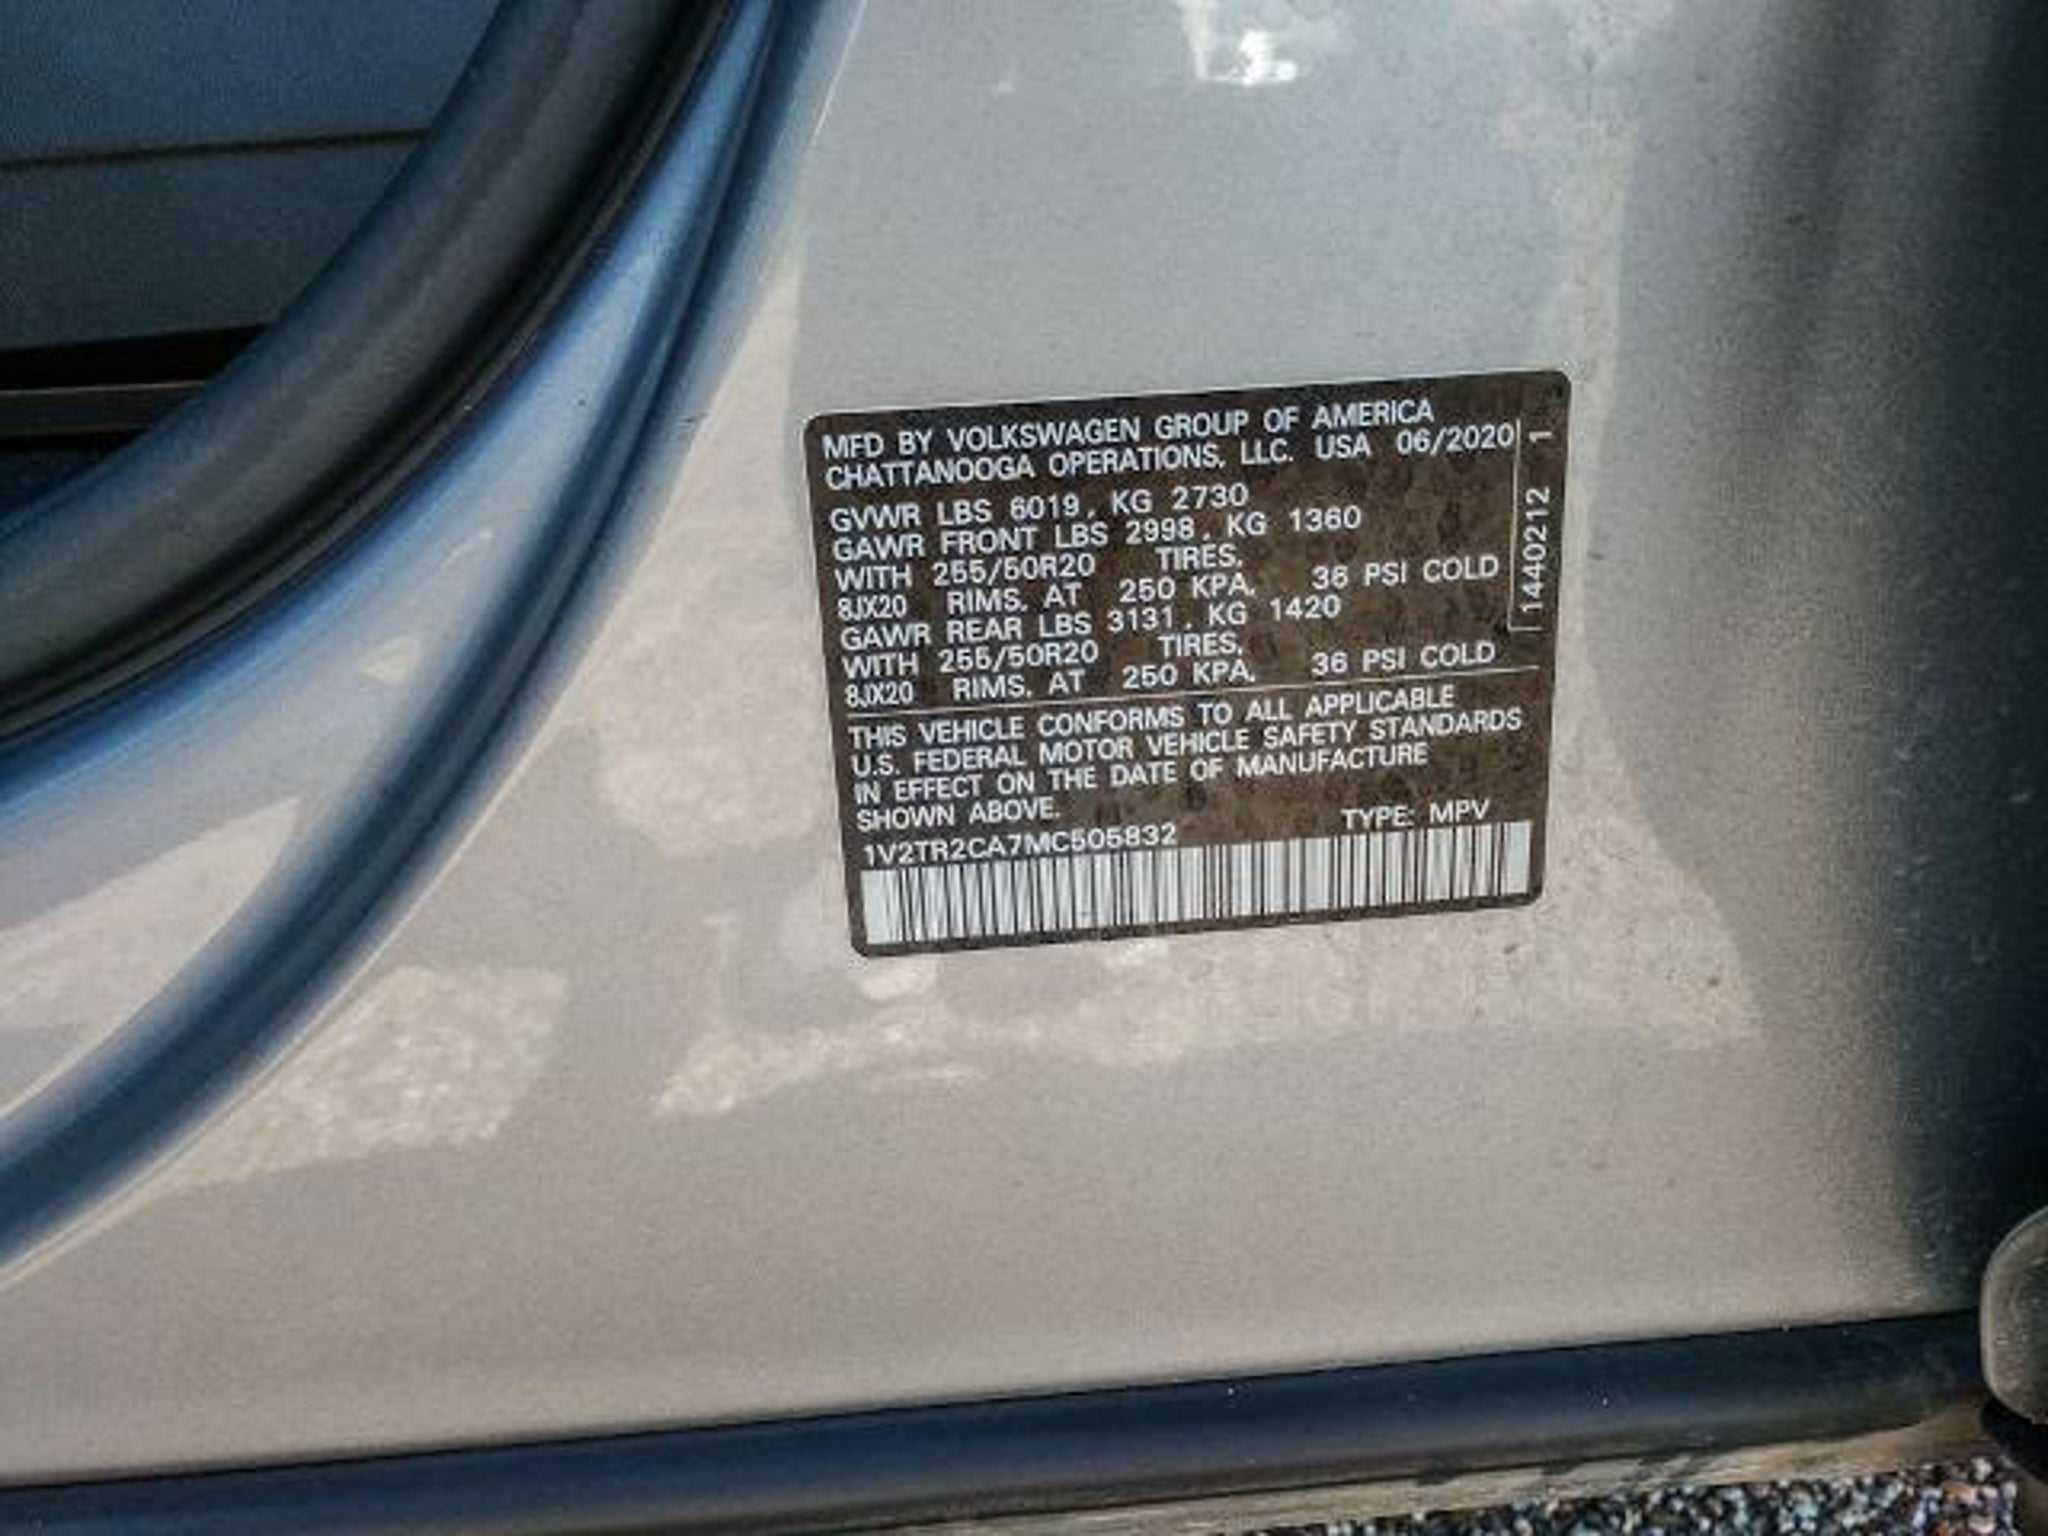 MFD BY VOLKSWAGEN GROUP OF AMERICA
CHATTANOOGA OPERATIONS, LLC. USA 06/2020
GVWR LBS 6019, KG 2730
GAWR FRONT LBS 2998, KG 1360
WITH 255/50R20 TIRES,
8JX20 RIMS, AT 250 KPA, 36 PSI COLD
GAWR REAR LBS 3131, KG 1420
WITH 255/50R20 TIRES,
8JX20 RIMS, AT 250 KPA, 36 PSI COLD
THIS VEHICLE CONFORMS TO ALL APPLICABLE
U.S. FEDERAL MOTOR VEHICLE SAFETY STANDARDS
IN EFFECT ON THE DATE OF MANUFACTURE
SHOWN ABOVE.
1V2TR2CA7MC505832 TYPE: MPV
1440212 1